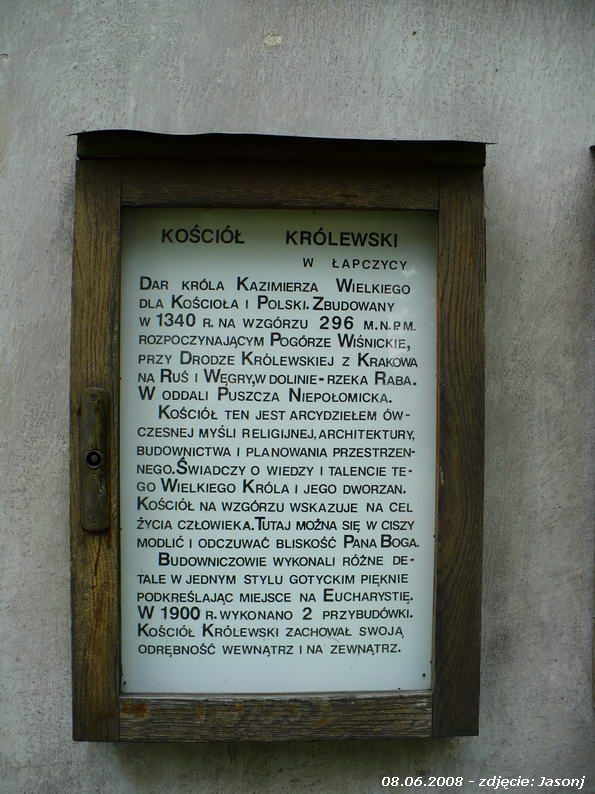 KOŚCIÓŁ KRÓLEWSKI
W ŁAPCZYCY
DAR KRÓLA KAZIMIERZA WIELKIEGO
DLA KOŚCIOŁA I POLSKI. ZBUDOWANY
W 1340 R. NA WZGÓRZU 296 M.N.P.M.
ROZPOCZYNAJĄCYM POGÓRZE WIŚNICKIE,
PRZY DRODZE KRÓLEWSKIEJ Z KRAKOWA
NA RUŚ I WĘGRY, W DOLINIE - RZEKA RABA.
W ODDALI PUSZCZA NIEPOŁOMICKA.
KOŚCIÓŁ TEN JEST ARCYDZIEŁEM ÓW-
CZESNEJ MYŚLI RELIGIJNEJ, ARCHITEKTURY,
BUDOWNICTWA I PLANOWANIA PRZESTRZEN-
NEGO. ŚWIADCZY O WIEDZY I TALENCIE TE-
GO WIELKIEGO KRÓLA I JEGO DWORZAN.
KOŚCIÓŁ NA WZGÓRZU WSKAZUJE NA CEL
ŻYCIA CZŁOWIEKA. TUTAJ MOŻNA SIĘ W CISZY
MODLIĆ I ODCZUWAĆ BLISKOŚĆ PANA BOGA.
BUDOWNICZOWIE WYKONALI RÓŻNE DE-
TALE W JEDNYM STYLU GOTYCKIM PIĘKNIE
PODKREŚLAJĄC MIEJSCE NA EUCHARYSTIĘ.
W 1900 R. WYKONANO 2 PRZYBUDÓWKI.
KOŚCIÓŁ KRÓLEWSKI ZACHOWAŁ SWOJĄ
ODRĘBNOŚĆ WEWNĄTRZ I NA ZEWNĄTRZ.
08.06.2008 - zdjęcie: Jasonj